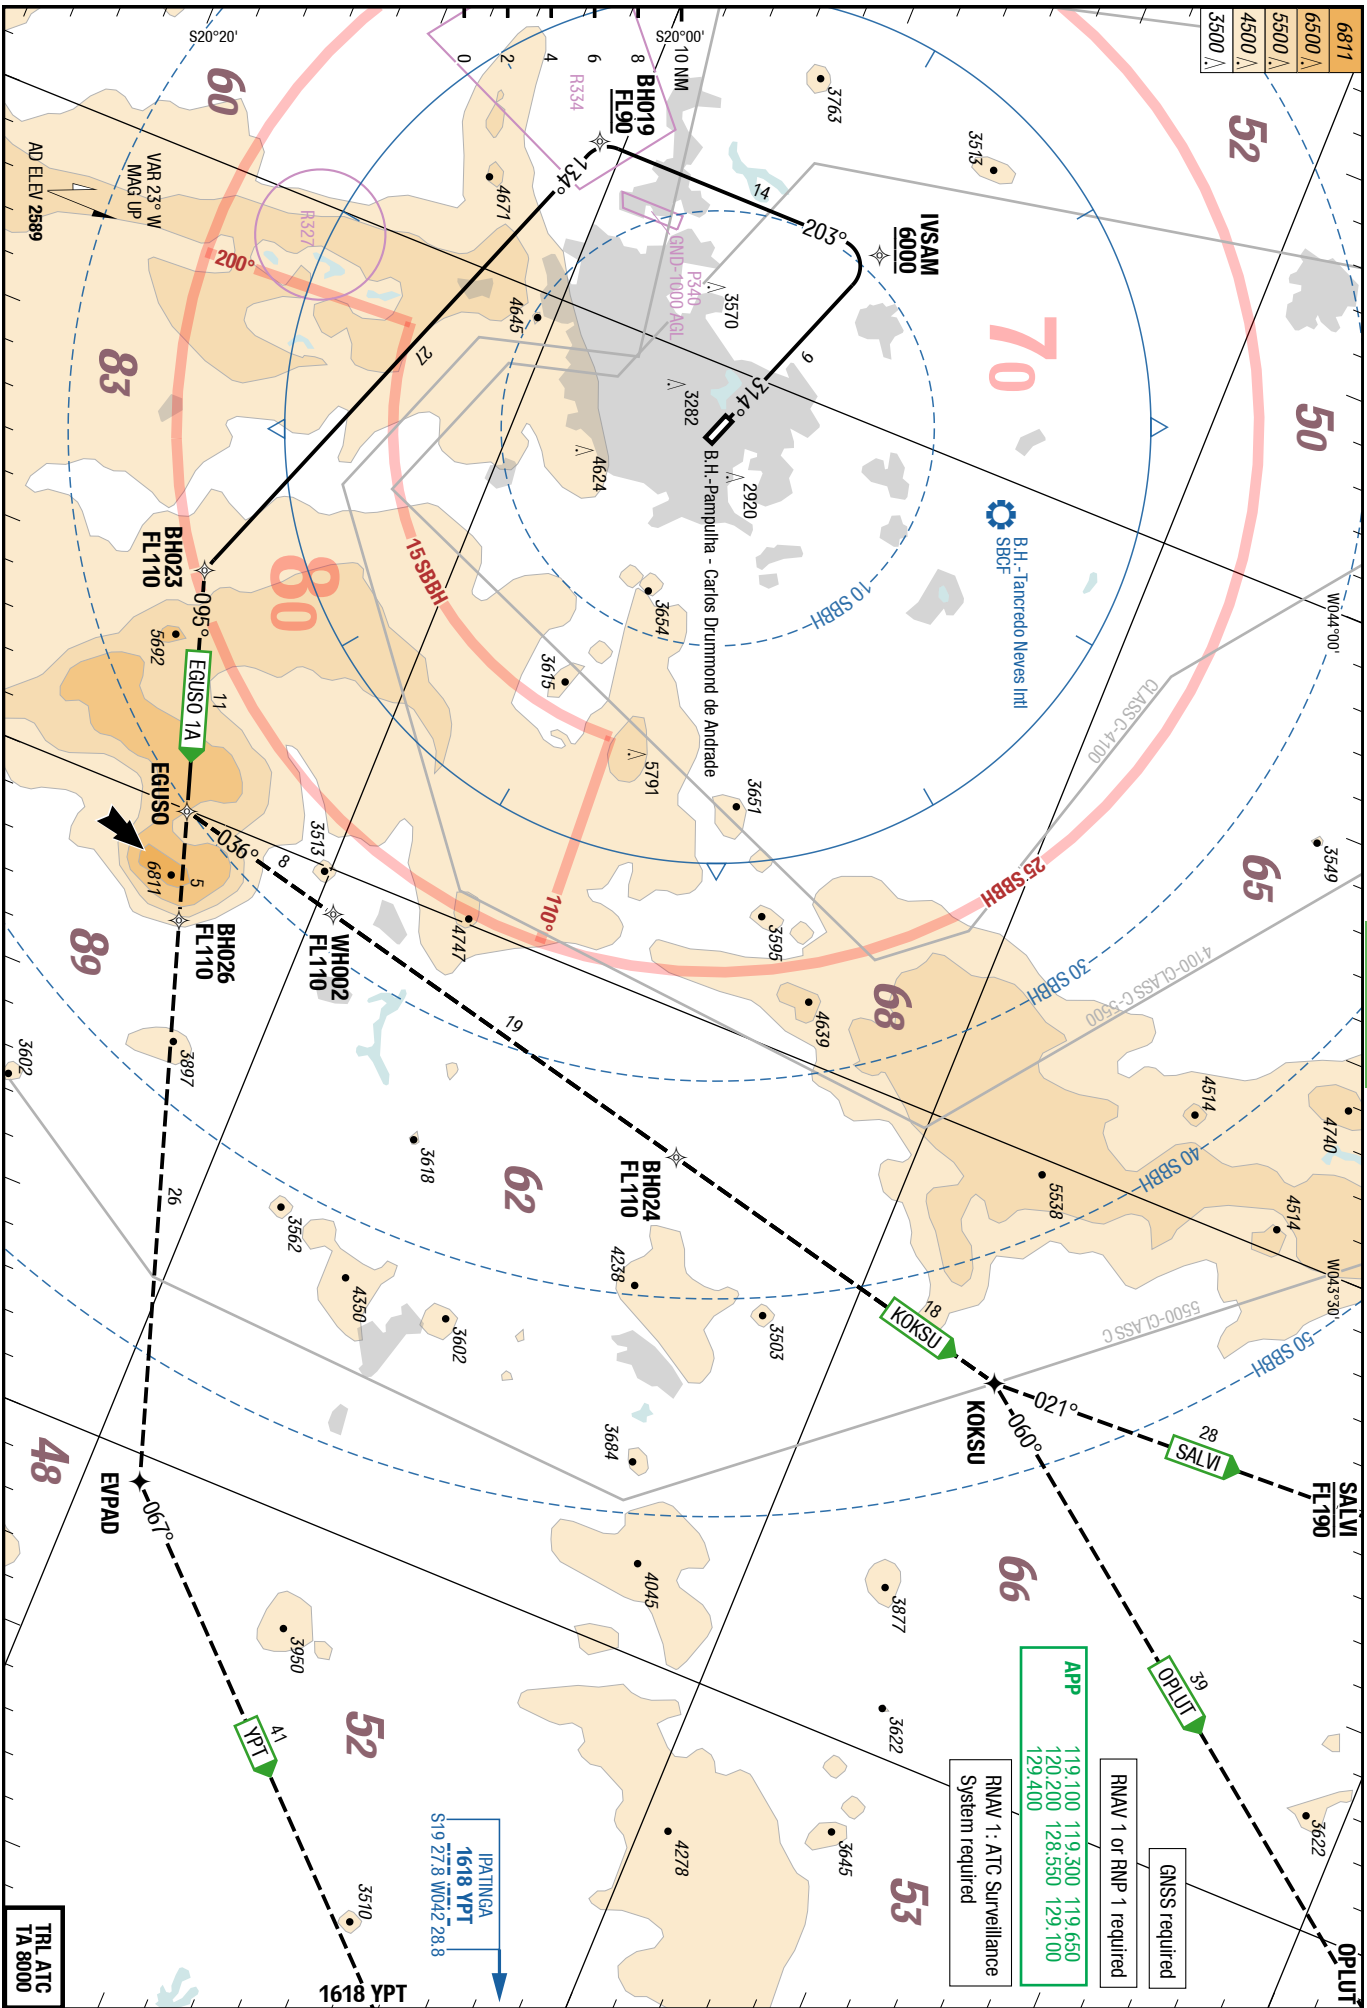 6811
6500
5500
4500
3500
52
50
65
S20°20'
S20°00'
W044°00'
W043°30'
0
2
4
6
8
10 NM
60
83
89
48
70
80
68
62
66
52
53
VAR 23° W
MAG UP
AD ELEV 2589
R334
R327
P340
GND-1000 AGL
BH019
FL90
134°
14
203°
IVSAM
6000
9
314°
27
3763
3513
4671
4645
3570
3282
4624
2920
B.H.-Pampulha - Carlos Drummond de Andrade
B.H.-Tancredo Neves Intl
SBCF
10 SBBH
15 SBBH
25 SBBH
30 SBBH
40 SBBH
50 SBBH
200°
110°
CLASS C-4100
4100-CLASS C-5500
5500-CLASS C
BH023
FL110
095°
11
EGUSO 1A
EGUSO
5692
6811
5
036°
8
3513
BH026
FL110
WH002
FL110
4747
3654
3615
5791
3651
3595
3549
4639
4514
4740
4514
5538
3602
3897
3618
3562
4350
3602
4238
3503
3684
19
26
BH024
FL110
18
KOKSU
KOKSU
021°
28
SALVI
SALVI
FL190
060°
39
OPLUT
OPLUT
EVPAD
067°
41
YPT
1618 YPT
4045
3950
3877
3622
3645
4278
3510
3622
IPATINGA
1618 YPT
S19 27.8 W042 28.8
GNSS required
RNAV 1 or RNP 1 required
APP
119.100 119.300 119.650
120.200 128.550 129.100
129.400
RNAV 1: ATC Surveillance
System required
TRL ATC
TA 8000